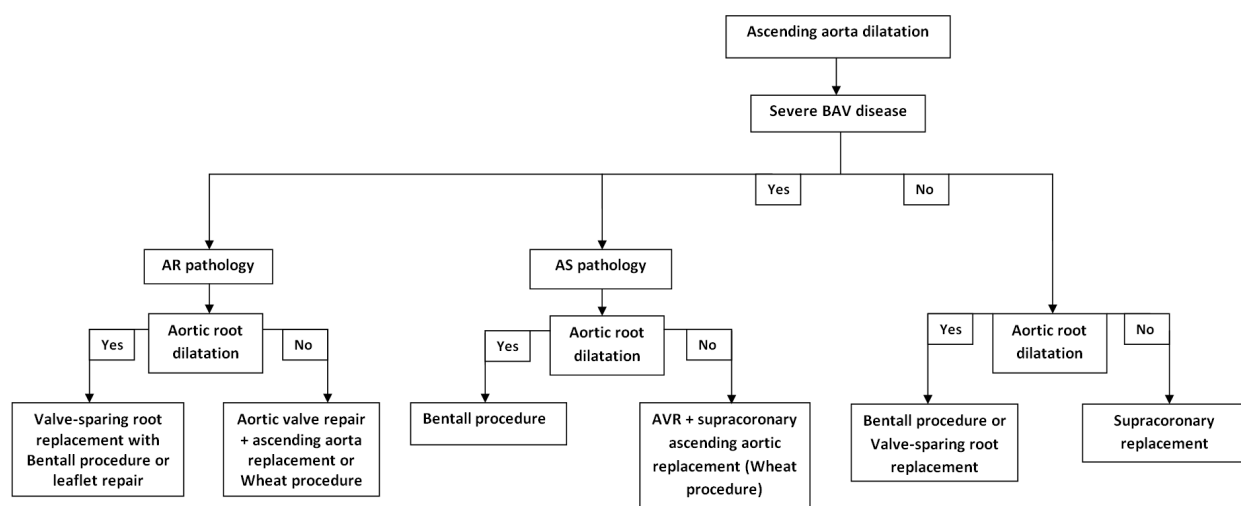 Ascending aorta dilatation
Severe BAV disease
Yes
No
AR pathology
AS pathology
Yes
Aortic root
dilatation
No
Yes
Aortic root
dilatation
No
Yes
Aortic root
dilatation
No
Valve-sparing root
replacement with
Bentall procedure or
leaflet repair
Aortic valve repair
+ ascending aorta
replacement or
Wheat procedure
Bentall procedure
AVR + supracoronary
ascending aortic
replacement (Wheat
procedure)
Bentall procedure or
Valve-sparing root
replacement
Supracoronary
replacement